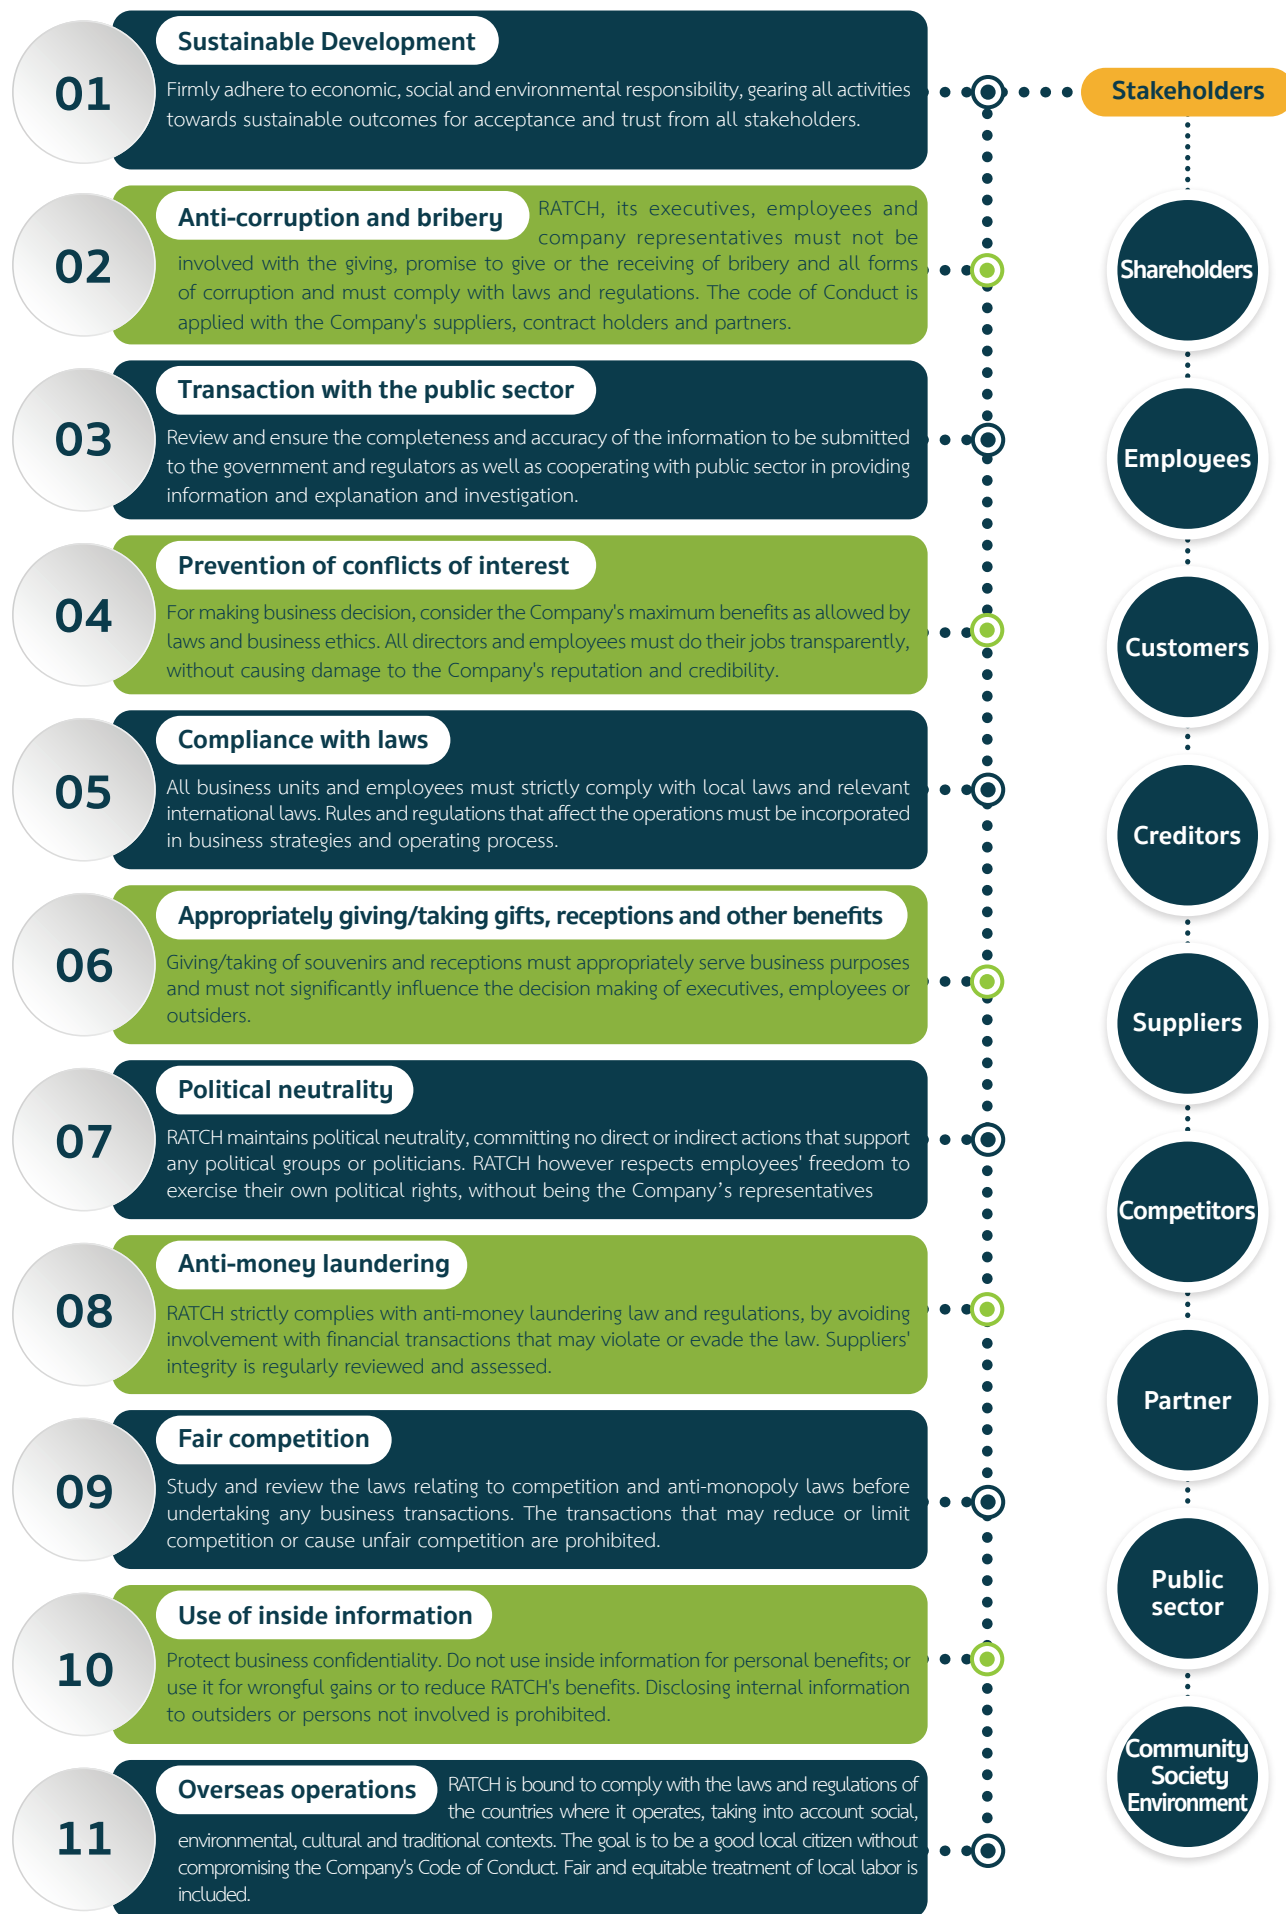 01
Sustainable Development
Firmly adhere to economic, social and environmental responsibility, gearing all activities
towards sustainable outcomes for acceptance and trust from all stakeholders.
02
Anti-corruption and bribery
RATCH, its executives, employees and
company representatives must not be
involved with the giving, promise to give or the receiving of bribery and all forms
of corruption and must comply with laws and regulations. The code of Conduct is
applied with the Company's suppliers, contract holders and partners.
03
Transaction with the public sector
Review and ensure the completeness and accuracy of the information to be submitted
to the government and regulators as well as cooperating with public sector in providing
information and explanation and investigation.
04
Prevention of conflicts of interest
For making business decision, consider the Company's maximum benefits as allowed by
laws and business ethics. All directors and employees must do their jobs transparently,
without causing damage to the Company's reputation and credibility.
05
Compliance with laws
All business units and employees must strictly comply with local laws and relevant
international laws. Rules and regulations that affect the operations must be incorporated
in business strategies and operating process.
06
Appropriately giving/taking gifts, receptions and other benefits
Giving/taking of souvenirs and receptions must appropriately serve business purposes
and must not significantly influence the decision making of executives, employees or
outsiders.
07
Political neutrality
RATCH maintains political neutrality, committing no direct or indirect actions that support
any political groups or politicians. RATCH however respects employees' freedom to
exercise their own political rights, without being the Company’s representatives
08
Anti-money laundering
RATCH strictly complies with anti-money laundering law and regulations, by avoiding
involvement with financial transactions that may violate or evade the law. Suppliers'
integrity is regularly reviewed and assessed.
09
Fair competition
Study and review the laws relating to competition and anti-monopoly laws before
undertaking any business transactions. The transactions that may reduce or limit
competition or cause unfair competition are prohibited.
10
Use of inside information
Protect business confidentiality. Do not use inside information for personal benefits; or
use it for wrongful gains or to reduce RATCH's benefits. Disclosing internal information
to outsiders or persons not involved is prohibited.
11
Overseas operations
RATCH is bound to comply with the laws and regulations of
the countries where it operates, taking into account social,
environmental, cultural and traditional contexts. The goal is to be a good local citizen without
compromising the Company's Code of Conduct. Fair and equitable treatment of local labor is
included.
Stakeholders
Shareholders
Employees
Customers
Creditors
Suppliers
Competitors
Partner
Public
sector
Community
Society
Environment